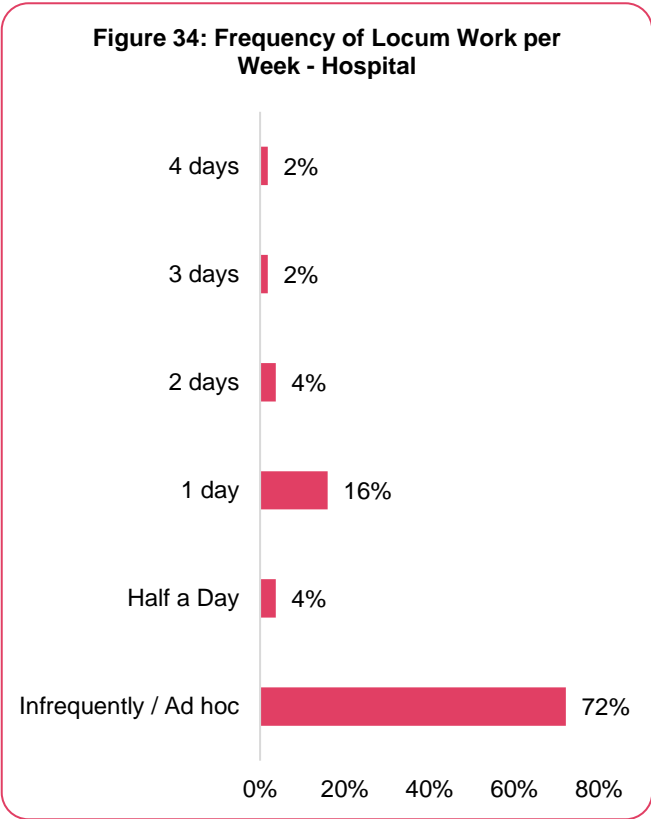 Figure 34: Frequency of Locum Work per
Week - Hospital
4 days 2%
3 days 2%
2 days 4%
1 day 16%
Half a Day 4%
Infrequently / Ad hoc 72%
0% 20% 40% 60% 80%